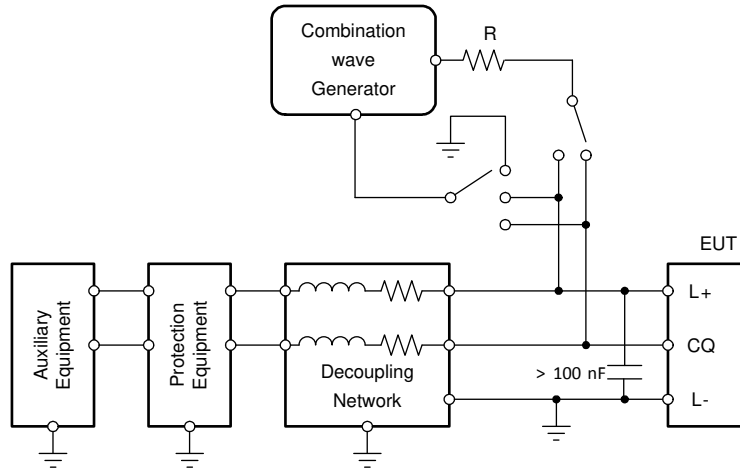 Combination
wave
Generator
R
EUT
L+
CQ
L-
> 100 nF
Auxiliary
Equipment
Protection
Equipment
Decoupling
Network